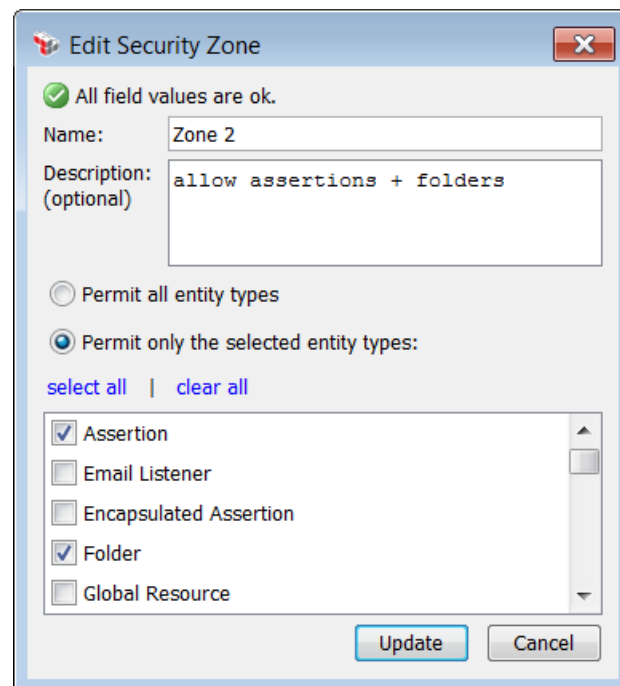 Edit Security Zone
All field values are ok.
Name: Zone 2
Description: allow assertions + folders
(optional)
Permit all entity types
Permit only the selected entity types:
select all | clear all
Assertion
Email Listener
Encapsulated Assertion
Folder
Global Resource
Update Cancel